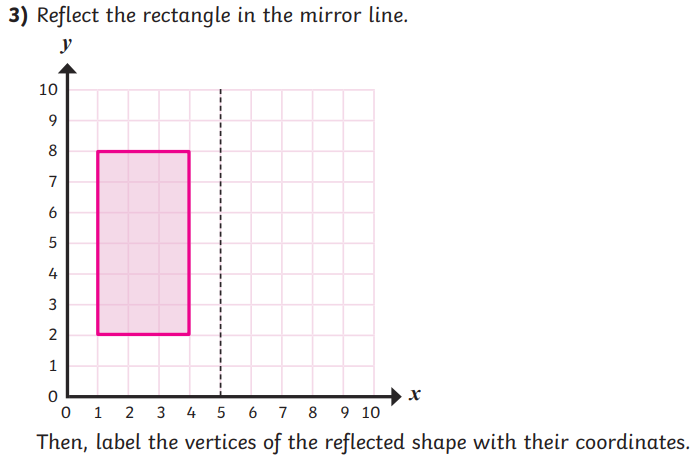 3) Reflect the rectangle in the mirror line.
y
10
9
8
7
6
5
4
3
2
1
0
0 1 2 3 4 5 6 7 8 9 10 x
Then, label the vertices of the reflected shape with their coordinates.